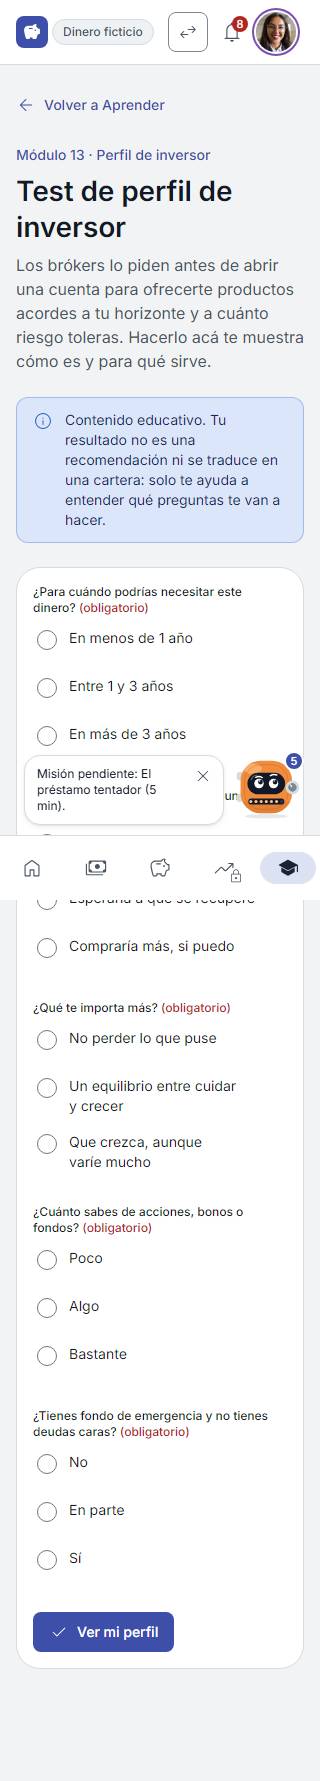 Dinero ficticio
8
Volver a Aprender
Módulo 13 · Perfil de inversor
Test de perfil de
inversor
Los brókers lo piden antes de abrir
una cuenta para ofrecerte productos
acordes a tu horizonte y a cuánto
riesgo toleras. Hacerlo acá te muestra
cómo es y para qué sirve.
Contenido educativo. Tu
resultado no es una
recomendación ni se traduce en
una cartera: solo te ayuda a
entender qué preguntas te van a
hacer.
¿Para cuándo podrías necesitar este
dinero? (obligatorio)
En menos de 1 año
Entre 1 y 3 años
En más de 3 años
5
Misión pendiente: El
préstamo tentador (5
min).
un
Esperaría a que se recupere
Compraría más, si puedo
¿Qué te importa más? (obligatorio)
No perder lo que puse
Un equilibrio entre cuidar
y crecer
Que crezca, aunque
varíe mucho
¿Cuánto sabes de acciones, bonos o
fondos? (obligatorio)
Poco
Algo
Bastante
¿Tienes fondo de emergencia y no tienes
deudas caras? (obligatorio)
No
En parte
Sí
Ver mi perfil